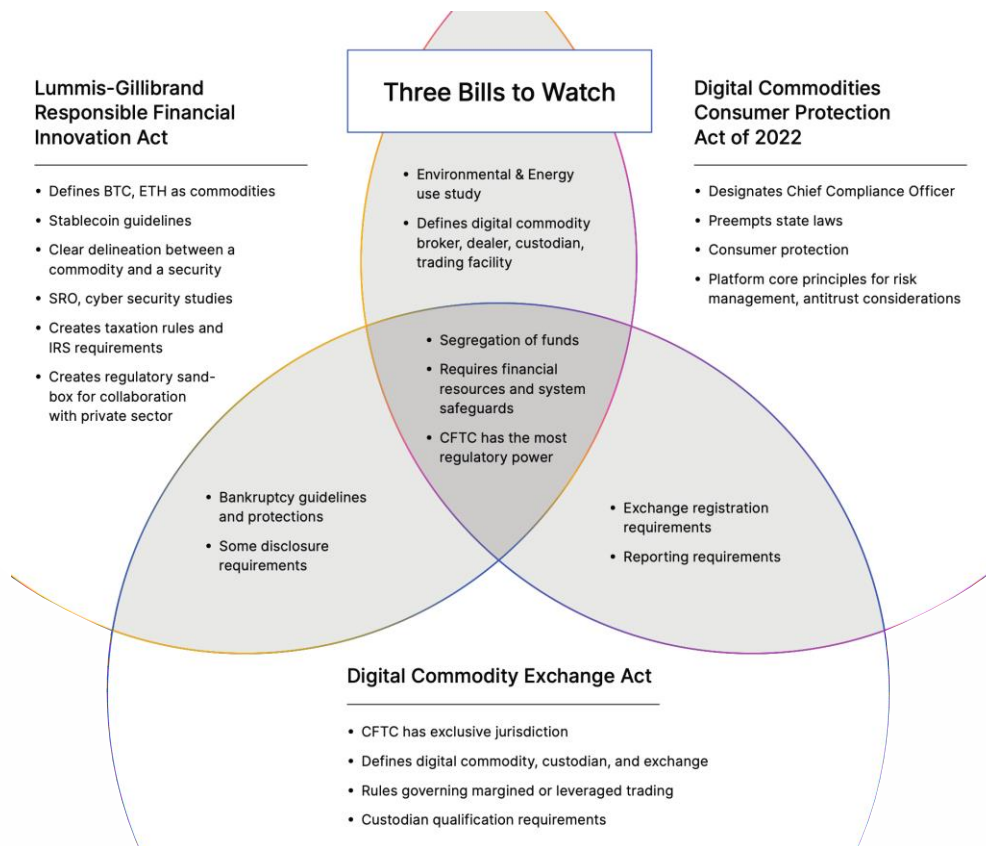 Three Bills to Watch
Lummis-Gillibrand
Responsible Financial
Innovation Act
• Defines BTC, ETH as commodities
• Stablecoin guidelines
• Clear delineation between a
commodity and a security
• SRO, cyber security studies
• Creates taxation rules and
IRS requirements
• Creates regulatory sand-
box for collaboration
with private sector
• Environmental & Energy
use study
• Defines digital commodity
broker, dealer, custodian,
trading facility
Digital Commodities
Consumer Protection
Act of 2022
• Designates Chief Compliance Officer
• Preempts state laws
• Consumer protection
• Platform core principles for risk
management, antitrust considerations
• Segregation of funds
• Requires financial
resources and system
safeguards
• CFTC has the most
regulatory power
• Bankruptcy guidelines
and protections
• Some disclosure
requirements
• Exchange registration
requirements
• Reporting requirements
Digital Commodity Exchange Act
• CFTC has exclusive jurisdiction
• Defines digital commodity, custodian, and exchange
• Rules governing margined or leveraged trading
• Custodian qualification requirements